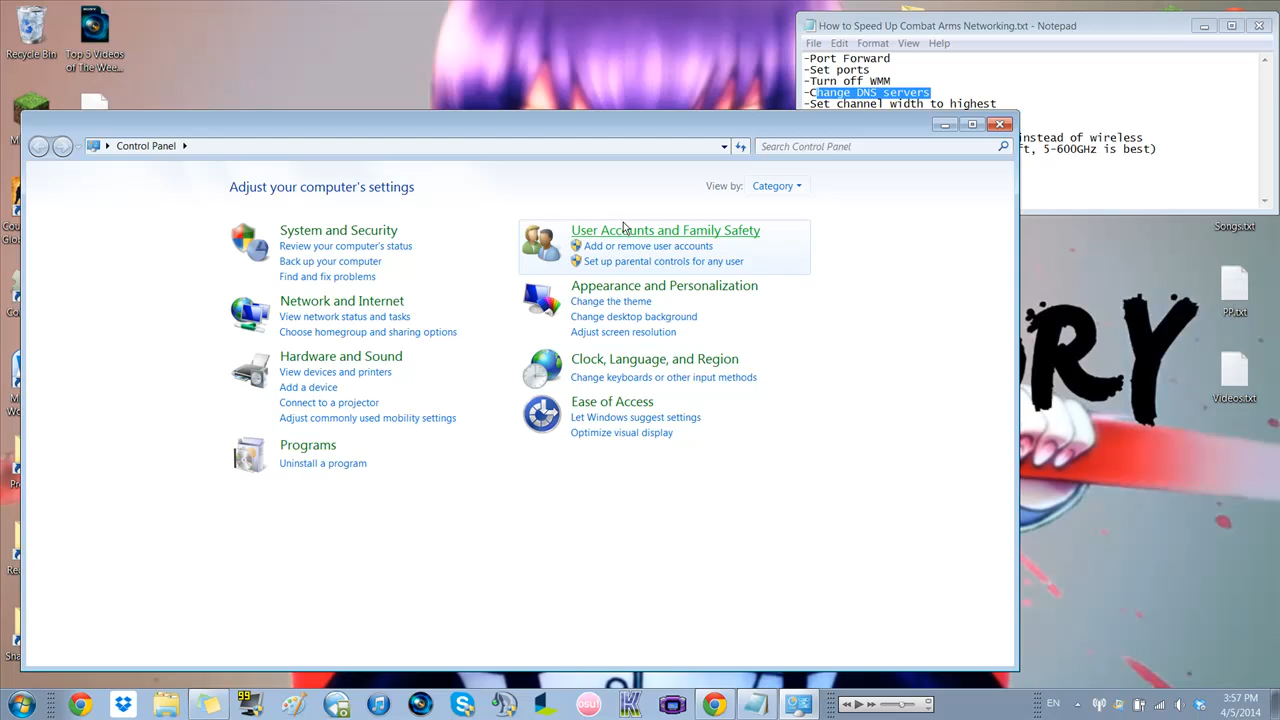 Recycle Bin
Top 5 Videos
of The Wee...
How to Speed Up Combat Arms Networking.txt - Notepad
File Edit Format View Help
-Port Forward
-Set ports
-Turn off WMM
-Change DNS servers
-Set channel width to highest
instead of wireless
ft, 5-600GHz is best)
Control Panel
Search Control Panel
Adjust your computer's settings
View by: Category
System and Security
Review your computer's status
Back up your computer
Find and fix problems
Network and Internet
View network status and tasks
Choose homegroup and sharing options
Hardware and Sound
View devices and printers
Add a device
Connect to a projector
Adjust commonly used mobility settings
Programs
Uninstall a program
User Accounts and Family Safety
Add or remove user accounts
Set up parental controls for any user
Appearance and Personalization
Change the theme
Change desktop background
Adjust screen resolution
Clock, Language, and Region
Change keyboards or other input methods
Ease of Access
Let Windows suggest settings
Optimize visual display
Songs.txt
PP.txt
Videos.txt
RY
99
osu!
K
EN
3:57 PM
4/5/2014